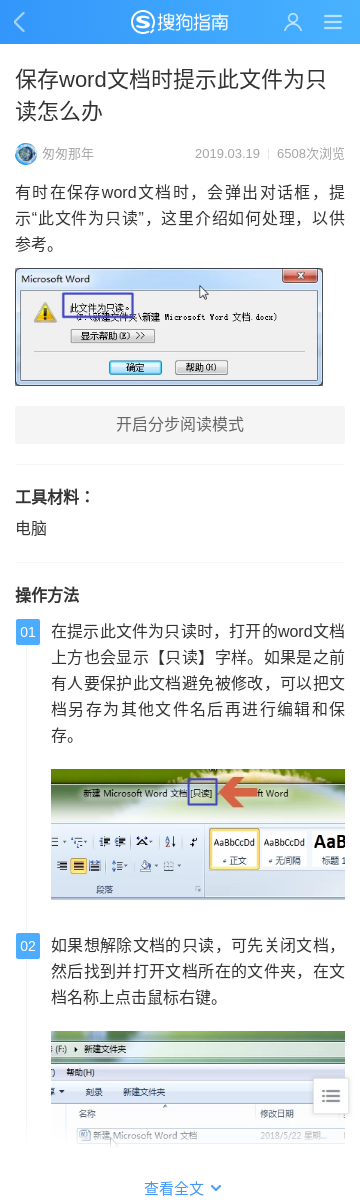 搜狗指南
保存word文档时提示此文件为只
读怎么办
匆匆那年 2019.03.19 6508次浏览
有时在保存word文档时，会弹出对话框，提
示“此文件为只读”，这里介绍如何处理，以供
参考。
Microsoft Word
此文件为只读。
(F:\新建文件夹\新建 Microsoft Word 文档.docx)
显示帮助(E) >>
确定 帮助(H)
开启分步阅读模式
工具材料：
电脑
操作方法
01 在提示此文件为只读时，打开的word文档
上方也会显示【只读】字样。如果是之前
有人要保护此文档避免被修改，可以把文
档另存为其他文件名后再进行编辑和保
存。
新建 Microsoft Word 文档 [只读] ft Word
AaBbCcDd AaBbCcDd AaB
正文 无间隔 标题 1
段落
02 如果想解除文档的只读，可先关闭文档，
然后找到并打开文档所在的文件夹，在文
档名称上点击鼠标右键。
(F:) 新建文件夹
帮助(H)
刻录 新建文件夹
名称 修改日期
新建 Microsoft Word 文档 2018/5/22 星期...
查看全文